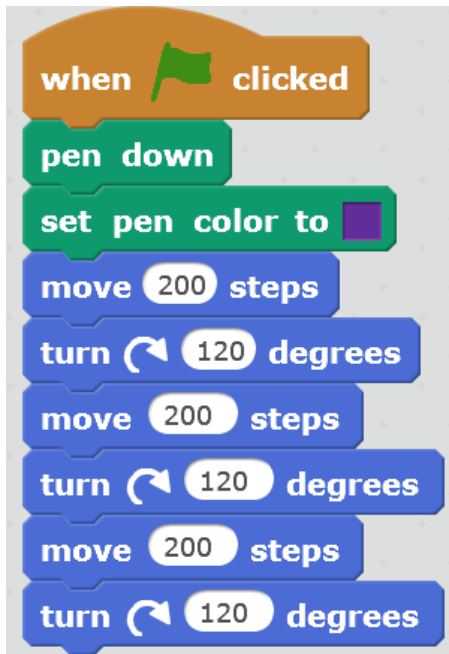 when clicked
pen down
set pen color to
move 200 steps
turn 120 degrees
move 200 steps
turn 120 degrees
move 200 steps
turn 120 degrees